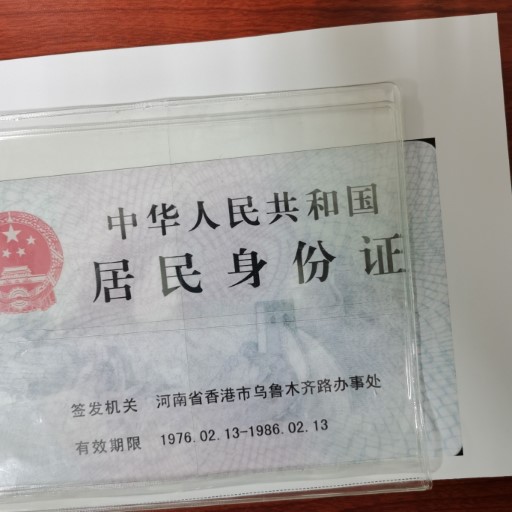 中华人民共和国
居民身份证
签发机关 河南省香港市乌鲁木齐路办事处
有效期限 1976.02.13-1986.02.13